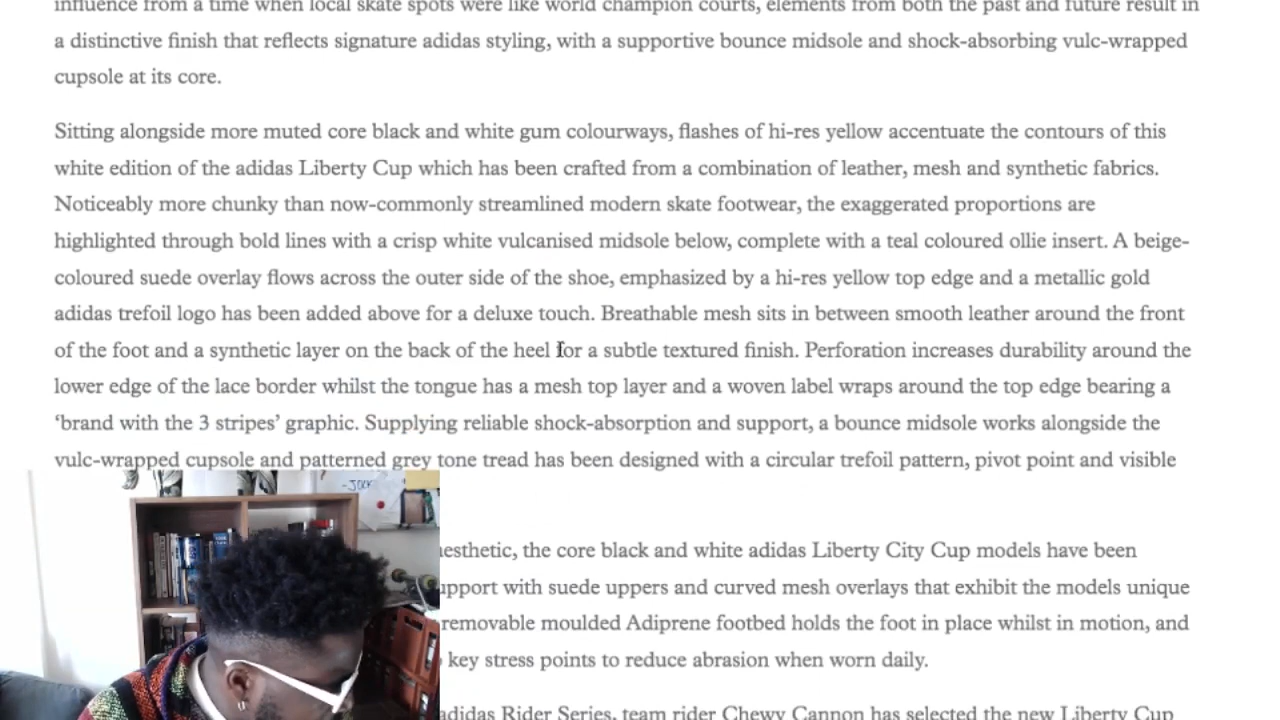 influence from a time when local skate spots were like world champion courts, elements from both the past and future result in
a distinctive finish that reflects signature adidas styling, with a supportive bounce midsole and shock-absorbing vulc-wrapped
cupsole at its core.
Sitting alongside more muted core black and white gum colourways, flashes of hi-res yellow accentuate the contours of this
white edition of the adidas Liberty Cup which has been crafted from a combination of leather, mesh and synthetic fabrics.
Noticeably more chunky than now-commonly streamlined modern skate footwear, the exaggerated proportions are
highlighted through bold lines with a crisp white vulcanised midsole below, complete with a teal coloured ollie insert. A beige-
coloured suede overlay flows across the outer side of the shoe, emphasized by a hi-res yellow top edge and a metallic gold
adidas trefoil logo has been added above for a deluxe touch. Breathable mesh sits in between smooth leather around the front
of the foot and a synthetic layer on the back of the heel for a subtle textured finish. Perforation increases durability around the
lower edge of the lace border whilst the tongue has a mesh top layer and a woven label wraps around the top edge bearing a
‘brand with the 3 stripes’ graphic. Supplying reliable shock-absorption and support, a bounce midsole works alongside the
vulc-wrapped cupsole and patterned grey tone tread has been designed with a circular trefoil pattern, pivot point and visible
-JOCK
esthetic, the core black and white adidas Liberty City Cup models have been
pport with suede uppers and curved mesh overlays that exhibit the models unique
removable moulded Adiprene footbed holds the foot in place whilst in motion, and
key stress points to reduce abrasion when worn daily.
adidas Rider Series, team rider Chewy Cannon has selected the new Liberty Cup